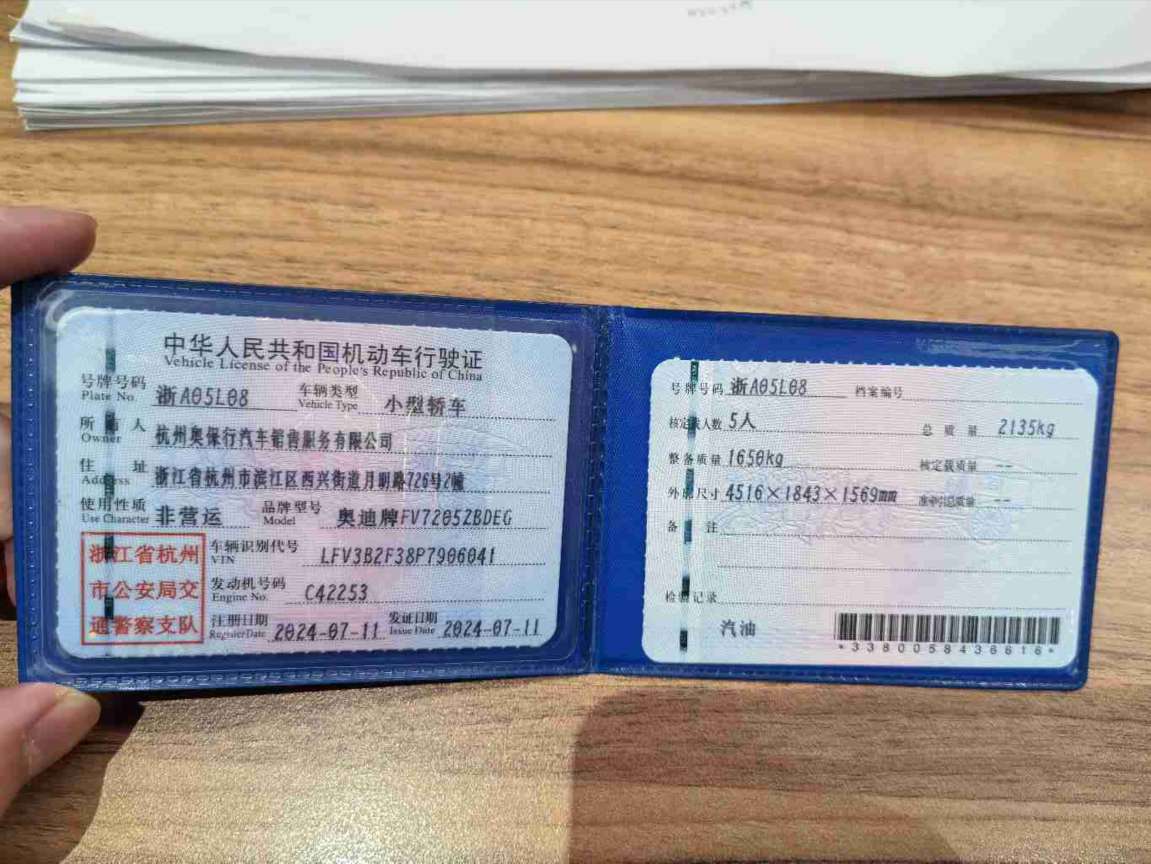 中华人民共和国机动车行驶证
Vehicle License of the People's Republic of China
号牌号码 浙A05L08 车辆类型 小型轿车
Plate No. Vehicle Type
所有人 杭州奥保行汽车销售服务有限公司
Owner
住址 浙江省杭州市滨江区西兴街道月明路726号2幢
Address
使用性质 非营运 品牌型号 奥迪牌FV7205ZBDEG
Use Character Model
浙江省杭州
市公安局交
通警察支队
车辆识别代号 LFV3B2F38P7906041
VIN
发动机号码 C42253
Engine No.
注册日期 2024-07-11 发证日期 2024-07-11
Register Date Issue Date
号牌号码 浙A05L08 档案编号
核定载人数 5人 总质量 2135kg
整备质量 1650kg 核定载质量 --
外廓尺寸 4516×1843×1569mm 准牵引总质量 --
备注
检验记录
汽油
*3380058436616*